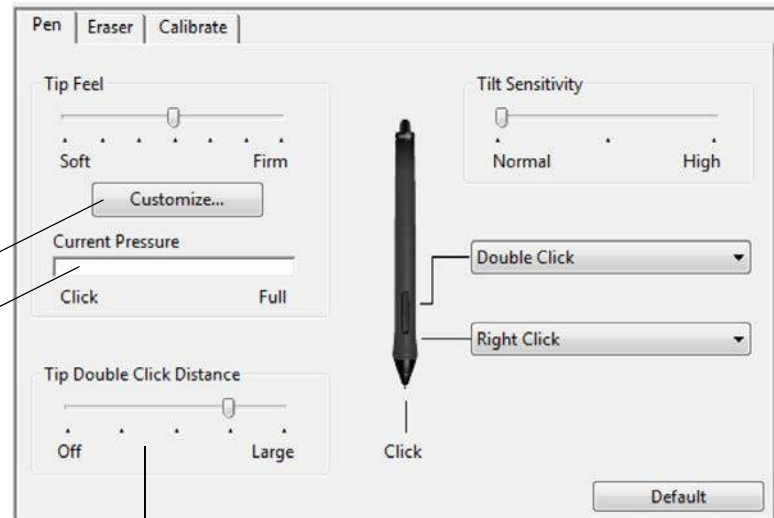 Pen Eraser Calibrate
Tip Feel
Soft Firm
Customize...
Current Pressure
Click Full
Tip Double Click Distance
Off Large
Tilt Sensitivity
Normal High
Double Click
Right Click
Click
Default